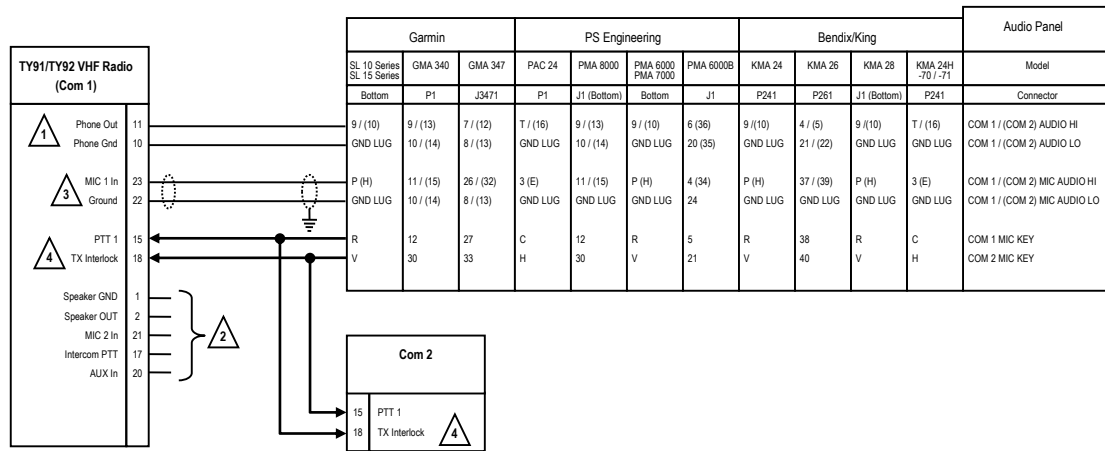 Audio Panel
Garmin PS Engineering Bendix/King
TY91/TY92 VHF Radio
(Com 1)
SL 10 Series
SL 15 Series GMA 340 GMA 347 PAC 24 PMA 8000 PMA 6000
PMA 7000 PMA 6000B KMA 24 KMA 26 KMA 28 KMA 24H
-70 / -71 Model
Bottom P1 J3471 P1 J1 (Bottom) Bottom J1 P241 P261 J1 (Bottom) P241 Connector
1 Phone Out 11 9 / (10) 9 / (13) 7 / (12) T / (16) 9 / (13) 9 / (10) 6 (36) 9 /(10) 4 / (5) 9 /(10) T / (16) COM 1 / (COM 2) AUDIO HI
Phone Gnd 10 GND LUG 10 / (14) 8 / (13) GND LUG 10 / (14) GND LUG 20 (35) GND LUG 21 / (22) GND LUG GND LUG COM 1 / (COM 2) AUDIO LO
3 MIC 1 In 23 P (H) 11 / (15) 26 / (32) 3 (E) 11 / (15) P (H) 4 (34) P (H) 37 / (39) P (H) 3 (E) COM 1 / (COM 2) MIC AUDIO HI
Ground 22 GND LUG 10 / (14) 8 / (13) GND LUG GND LUG GND LUG 24 GND LUG GND LUG GND LUG GND LUG COM 1 / (COM 2) MIC AUDIO LO
4 PTT 1 15 R 12 27 C 12 R 5 R 38 R C COM 1 MIC KEY
TX Interlock 18 V 30 33 H 30 V 21 V 40 V H COM 2 MIC KEY
Speaker GND 1
Speaker OUT 2
MIC 2 In 21 2
Intercom PTT 17
AUX In 20
Com 2
15 PTT 1
18 TX Interlock 4